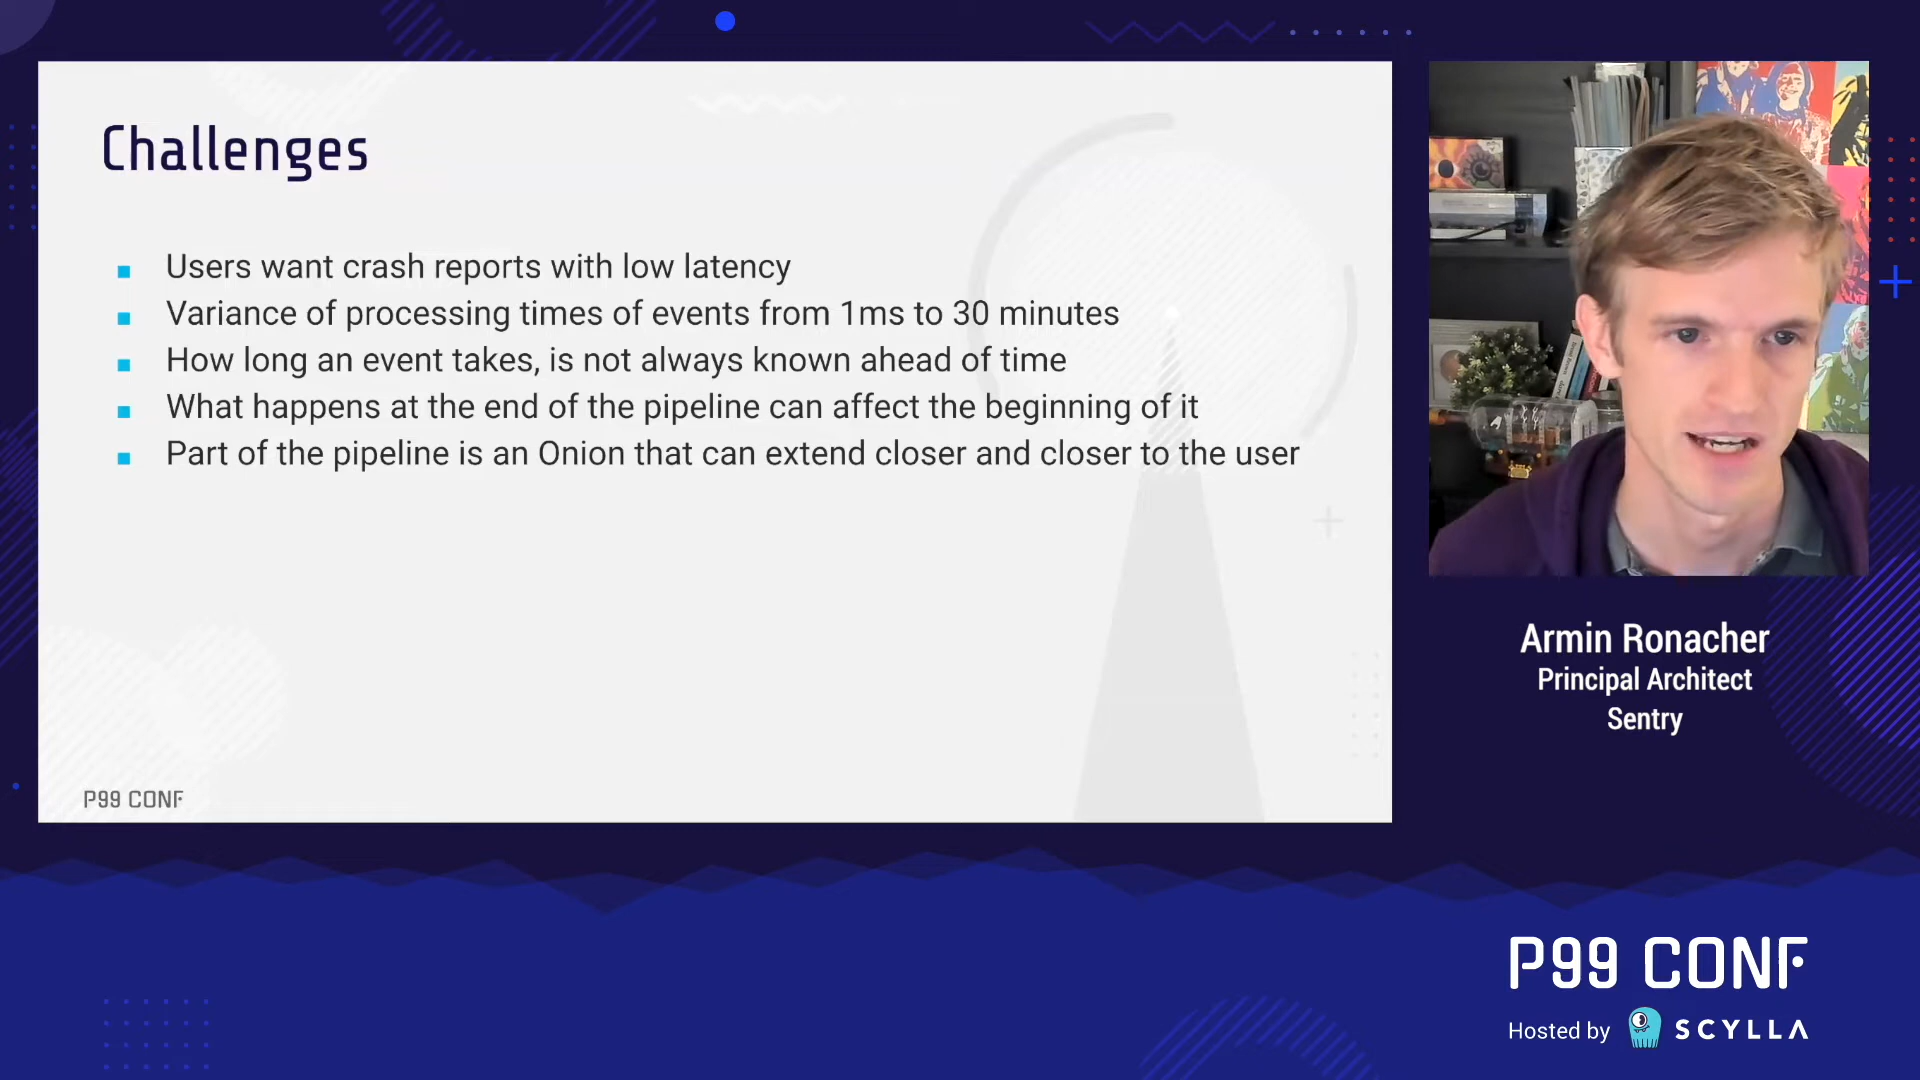 Challenges
Users want crash reports with low latency
Variance of processing times of events from 1ms to 30 minutes
How long an event takes, is not always known ahead of time
What happens at the end of the pipeline can affect the beginning of it
Part of the pipeline is an Onion that can extend closer and closer to the user
P99 CONF
Armin Ronacher
Principal Architect
Sentry
P99 CONF
Hosted by SCYLLA